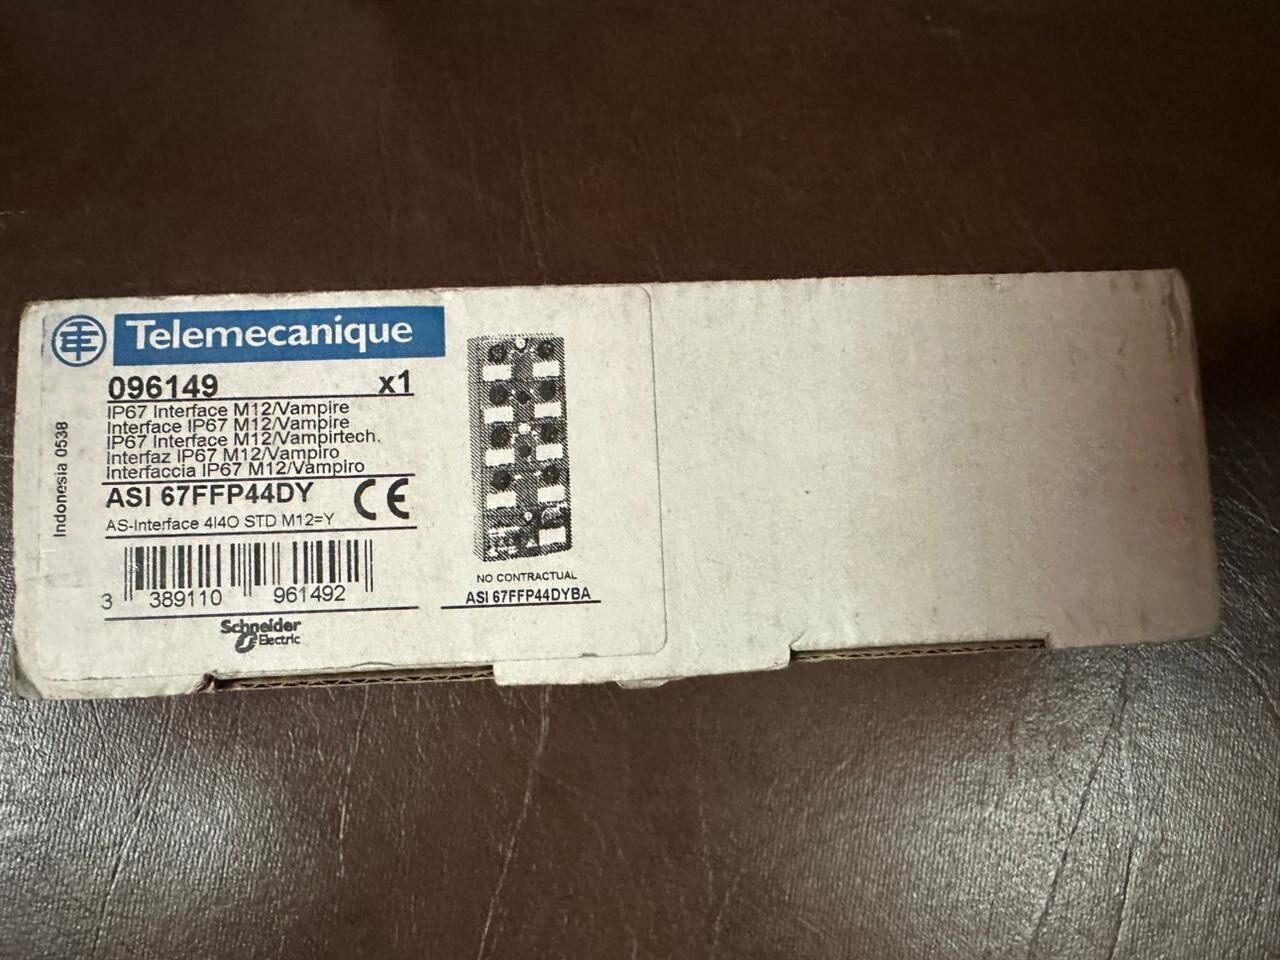 Telemecanique
096149 x1
IP67 Interface M12/Vampire
Interface IP67 M12/Vampire
IP67 Interface M12/Vampirtech.
Interfaz IP67 M12/Vampiro
Interfaccia IP67 M12/Vampiro
ASI 67FFP44DY CE
AS-Interface 4I4O STD M12=Y
3 389110 961492
Schneider
Electric
Indonesia 0538
NO CONTRACTUAL
ASI 67FFP44DYBA